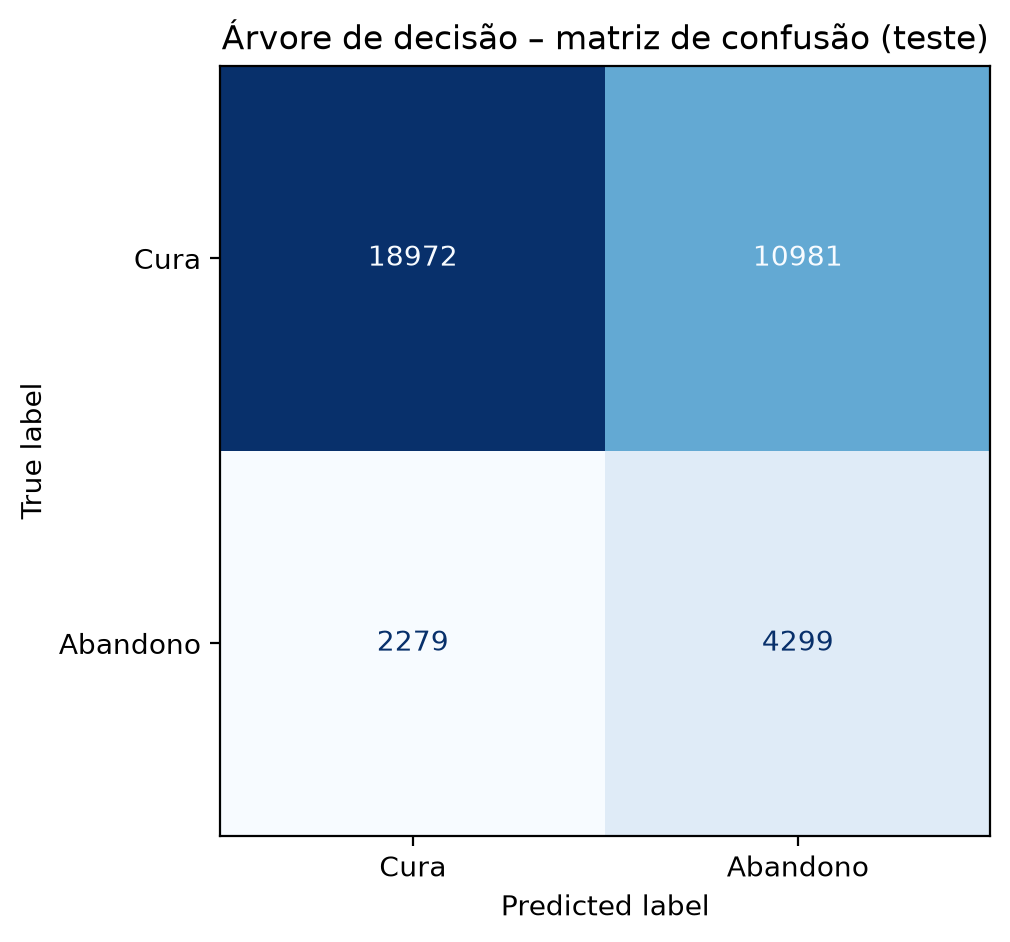 Árvore de decisão – matriz de confusão (teste)
Cura
18972
10981
True label
Abandono
2279
4299
Cura
Abandono
Predicted label